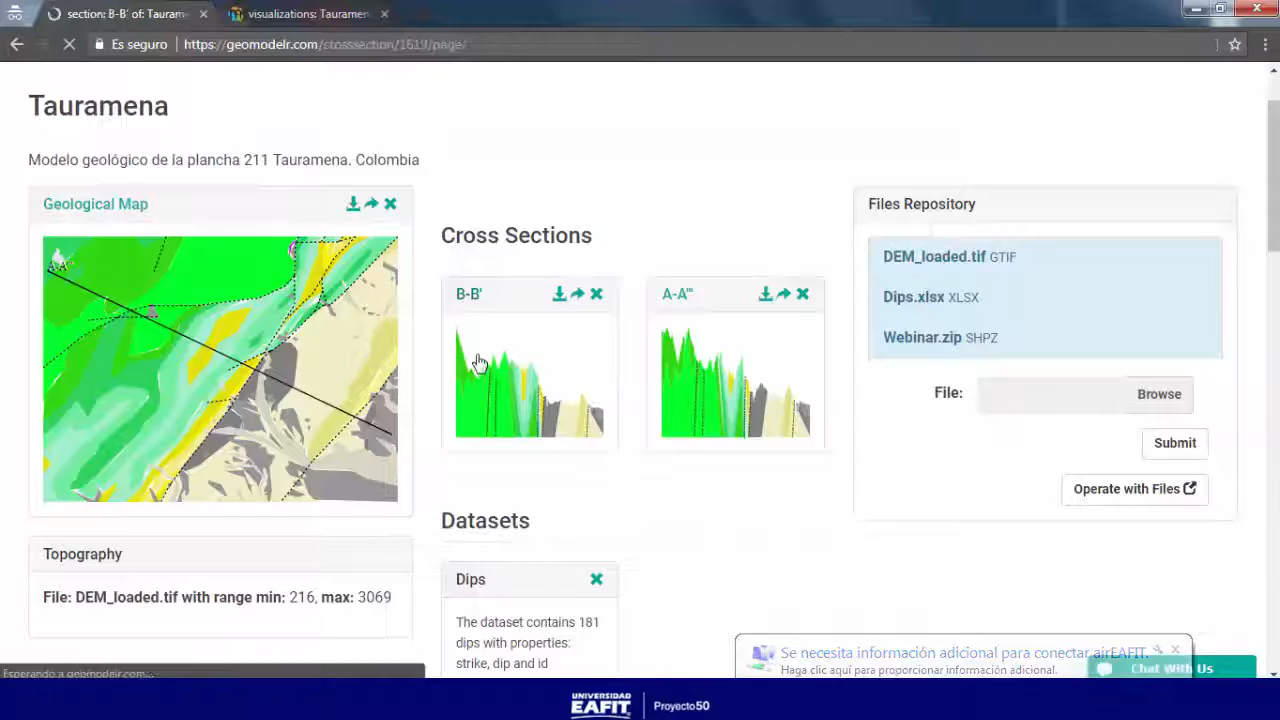 section: B-B' of: Tauramen
visualizations: Tauramen
Es seguro
https://geomodelr.com/crosssection/1619/page/
Tauramena
Modelo geológico de la plancha 211 Tauramena. Colombia
Geological Map
Cross Sections
B-B'
A-A'''
Files Repository
DEM_loaded.tif GTIF
Dips.xlsx XLSX
Webinar.zip SHPZ
File:
Browse
Submit
Operate with Files
Topography
File: DEM_loaded.tif with range min: 216, max: 3069
Datasets
Dips
The dataset contains 181
dips with properties:
strike, dip and id
Se necesita información adicional para conectar airEAFIT.
Haga clic aquí para proporcionar información adicional.
Chat With Us
Esperando a geomodelr.com...
UNIVERSIDAD
EAFIT
Proyecto50